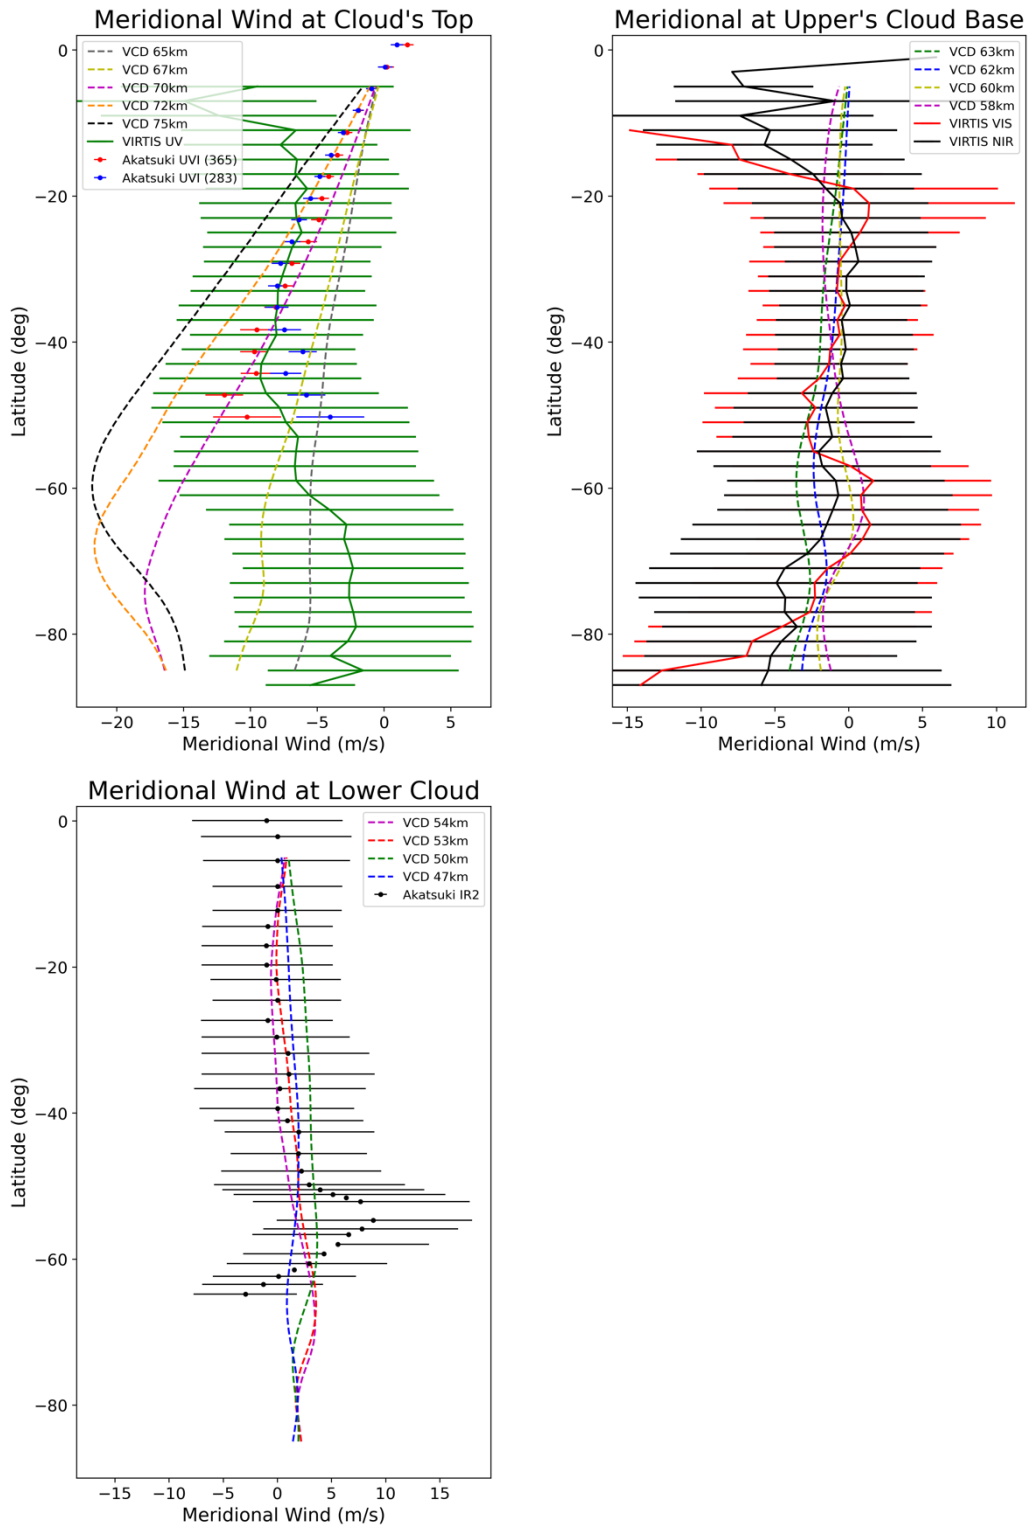 Meridional Wind at Cloud's Top
VCD 65km
VCD 67km
VCD 70km
VCD 72km
VCD 75km
VIRTIS UV
Akatsuki UVI (365)
Akatsuki UVI (283)
0
−20
−40
−60
−80
Latitude (deg)
−20 −15 −10 −5 0 5
Meridional Wind (m/s)
Meridional at Upper's Cloud Base
VCD 63km
VCD 62km
VCD 60km
VCD 58km
VIRTIS VIS
VIRTIS NIR
0
−20
−40
−60
−80
Latitude (deg)
−15 −10 −5 0 5 10
Meridional Wind (m/s)
Meridional Wind at Lower Cloud
VCD 54km
VCD 53km
VCD 50km
VCD 47km
Akatsuki IR2
0
−20
−40
−60
−80
Latitude (deg)
−15 −10 −5 0 5 10 15
Meridional Wind (m/s)